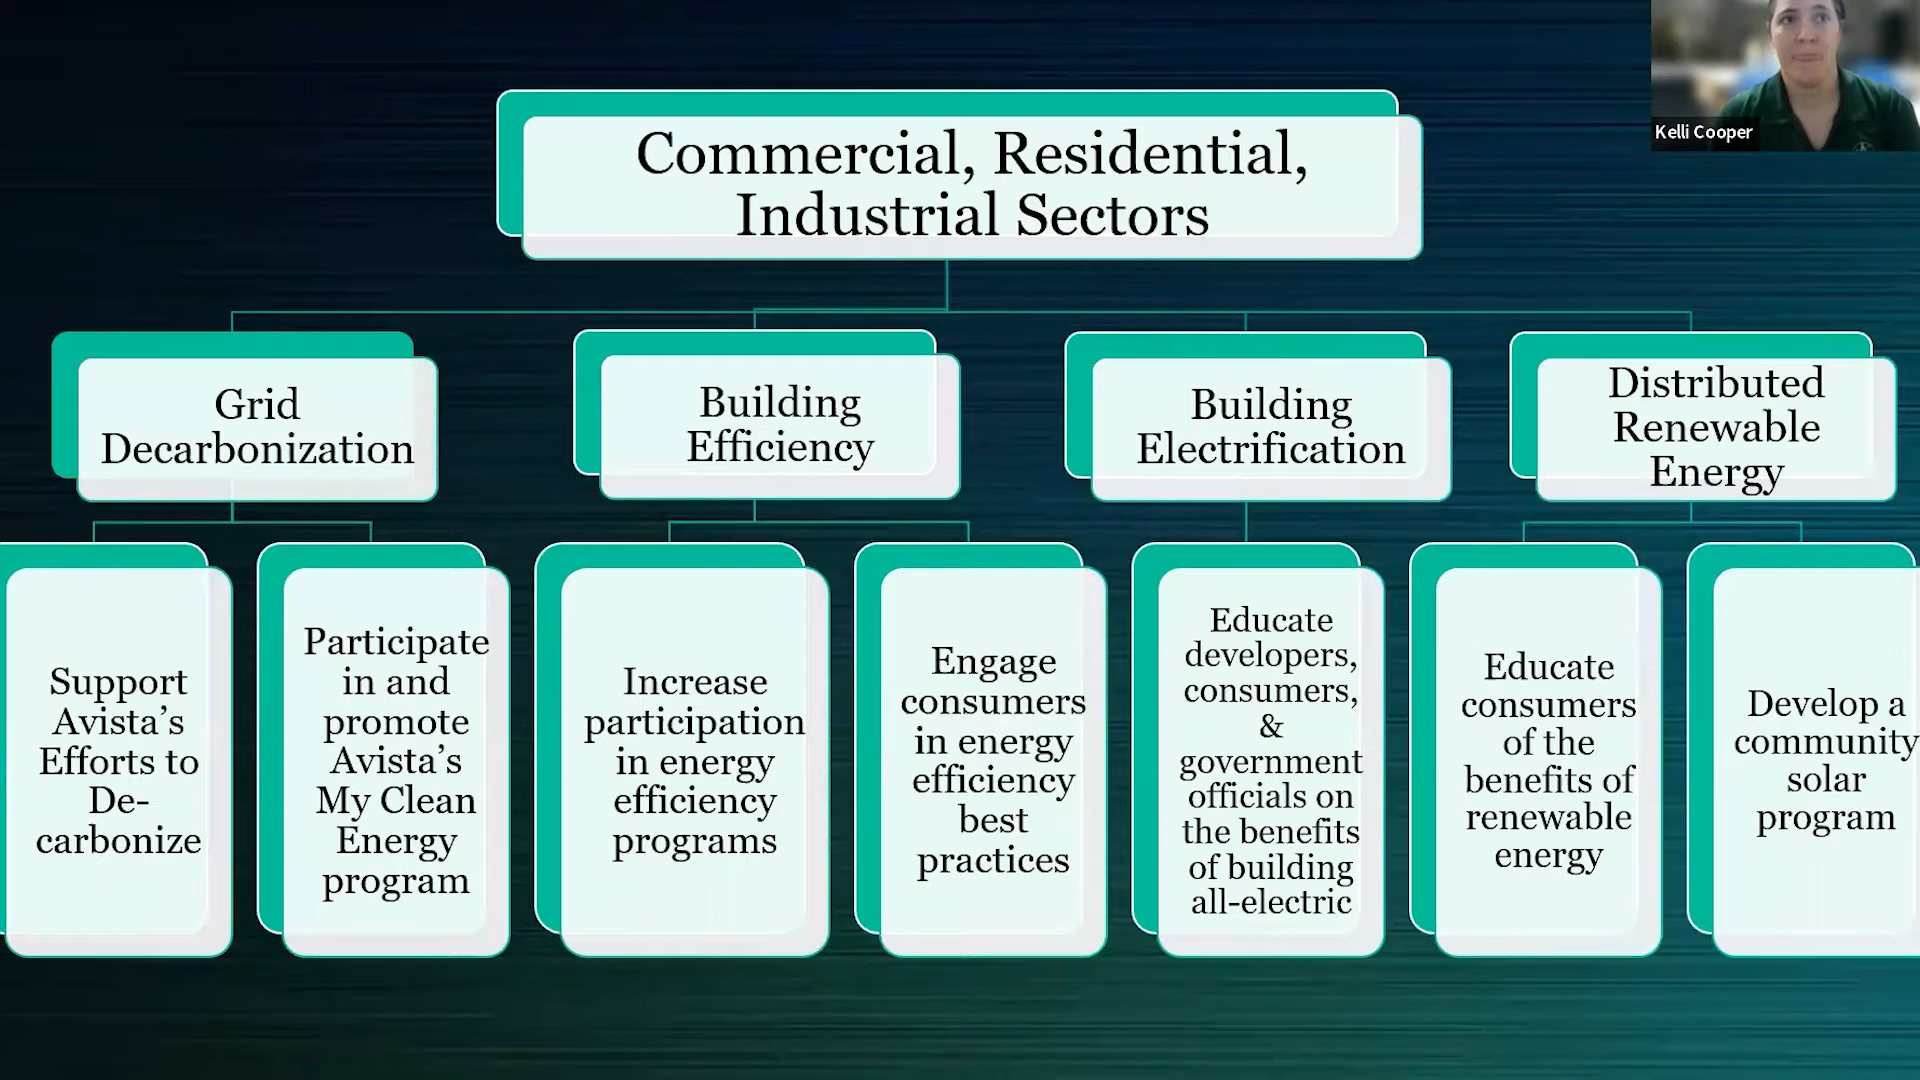 Kelli Cooper
Commercial, Residential,
Industrial Sectors
Grid
Decarbonization
Building
Efficiency
Building
Electrification
Distributed
Renewable
Energy
Support
Avista’s
Efforts to
De-
carbonize
Participate
in and
promote
Avista’s
My Clean
Energy
program
Increase
participation
in energy
efficiency
programs
Engage
consumers
in energy
efficiency
best
practices
Educate
developers,
consumers,
&
government
officials on
the benefits
of building
all-electric
Educate
consumers
of the
benefits of
renewable
energy
Develop a
community
solar
program